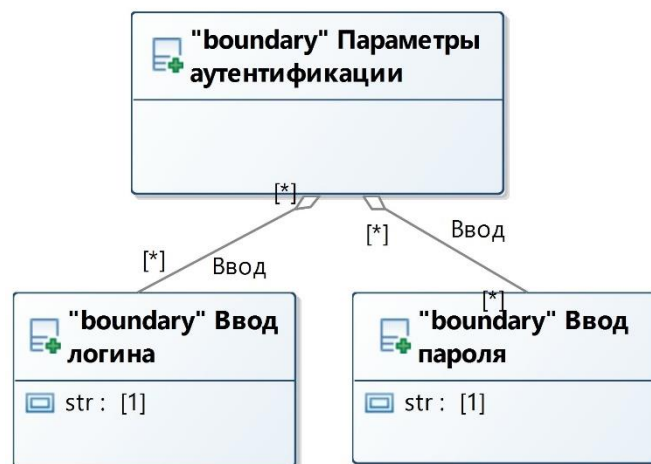 "boundary" Параметры
аутентификации
[*]
[*]
Ввод
[*]
Ввод
[*]
"boundary" Ввод
логина
str : [1]
"boundary" Ввод
пароля
str : [1]